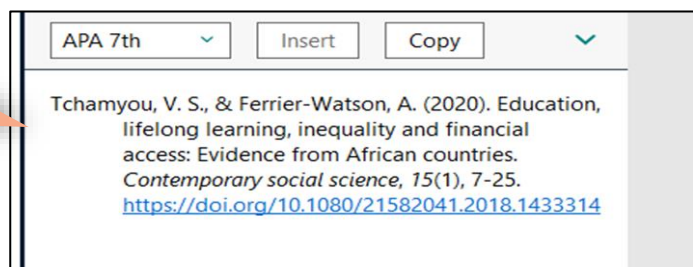 APA 7th Insert Copy
Tchamyou, V. S., & Ferrier-Watson, A. (2020). Education,
lifelong learning, inequality and financial
access: Evidence from African countries.
Contemporary social science, 15(1), 7-25.
https://doi.org/10.1080/21582041.2018.1433314